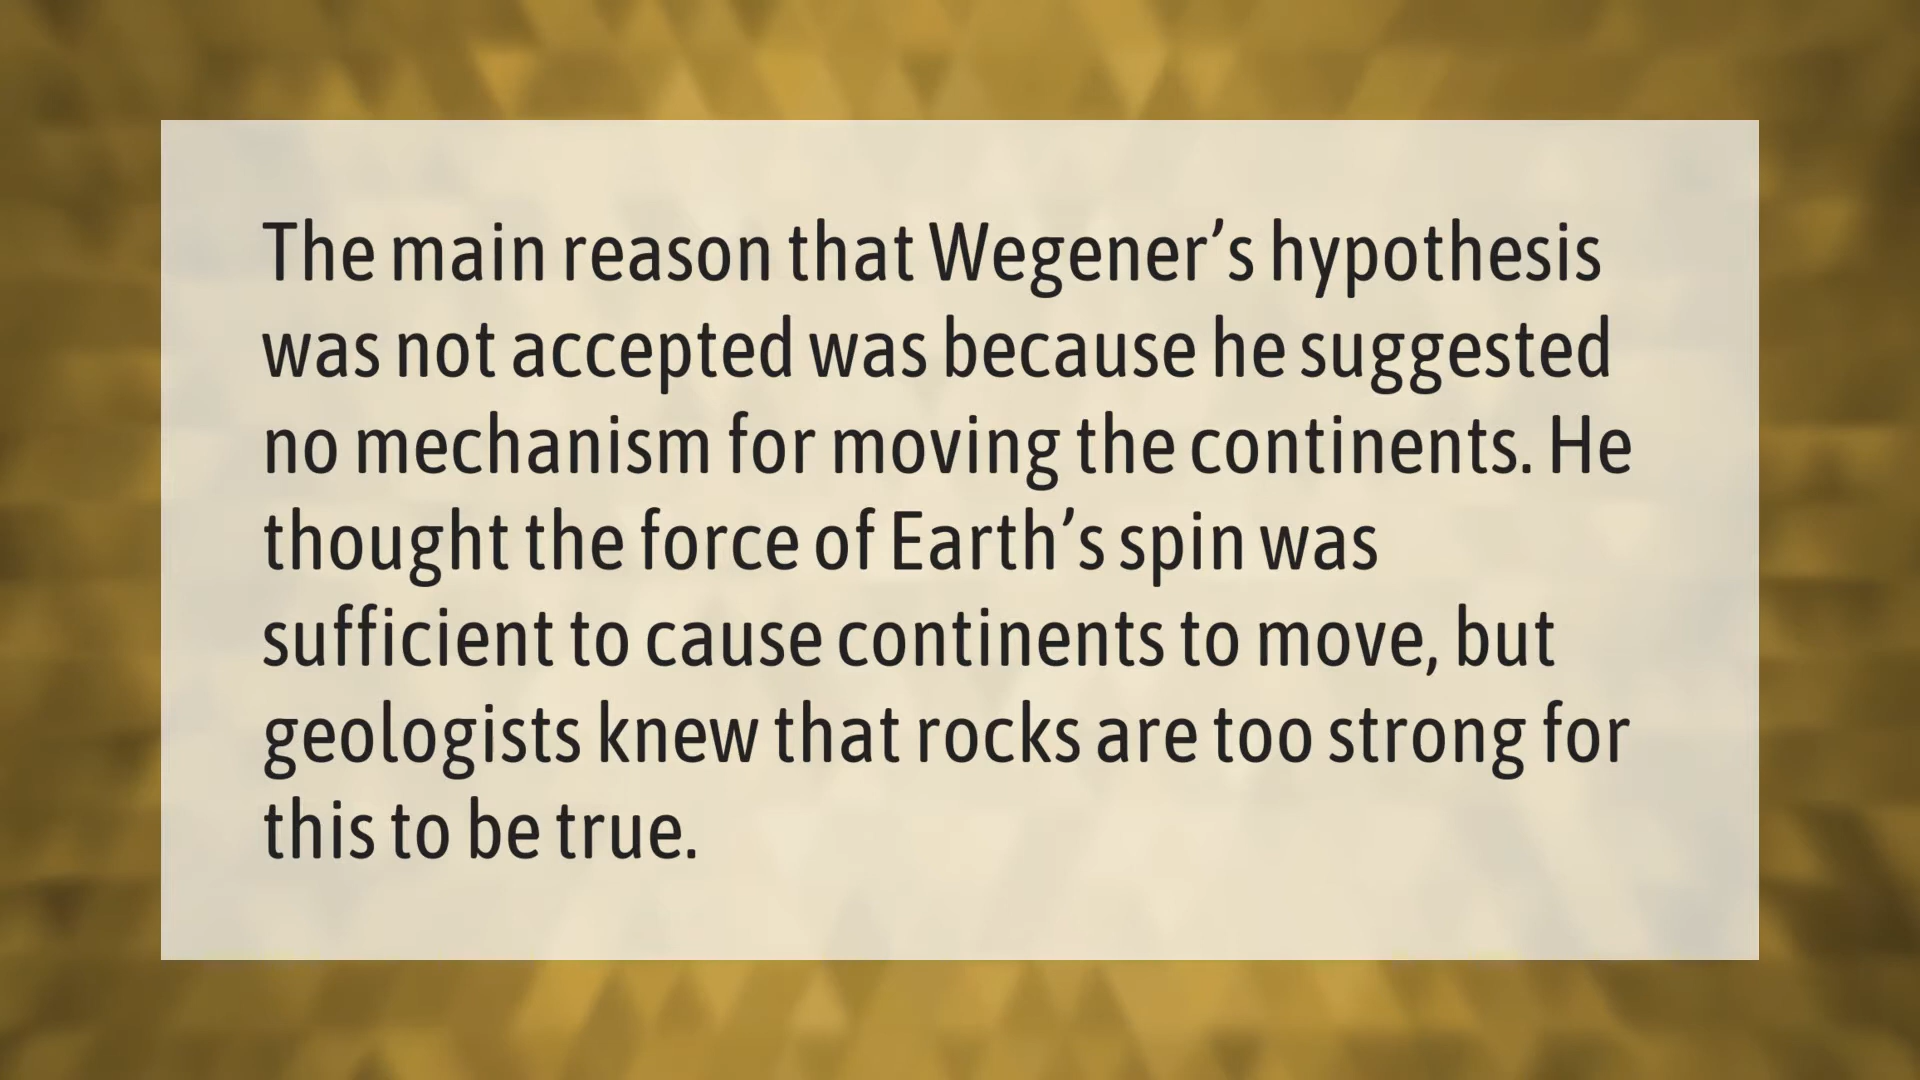 The main reason that Wegener’s hypothesis
was not accepted was because he suggested
no mechanism for moving the continents. He
thought the force of Earth’s spin was
sufficient to cause continents to move, but
geologists knew that rocks are too strong for
this to be true.